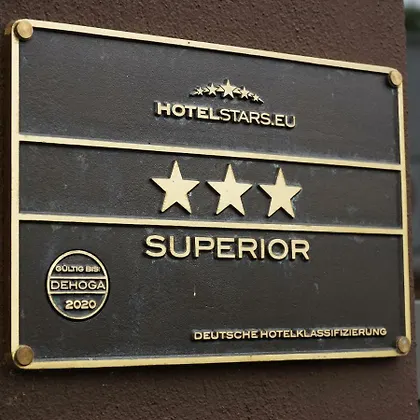 HOTELSTARS.EU
SUPERIOR
GÜLTIG BIS:
DEHOGA
2020
DEUTSCHE HOTELKLASSIFIZIERUNG